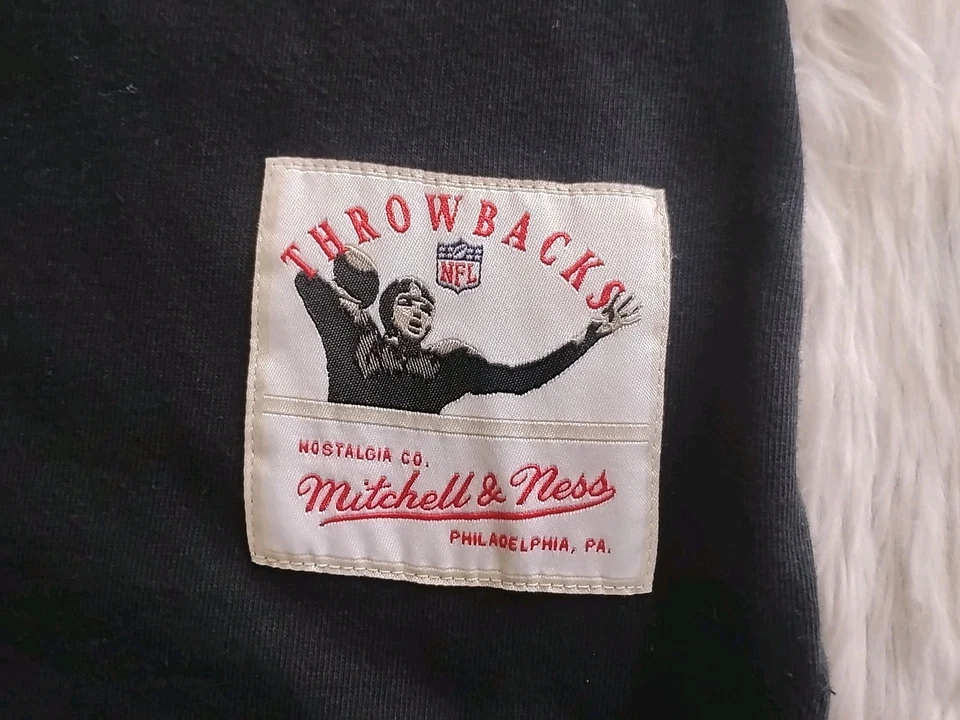 THROWBACKS
NFL
NOSTALGIA CO.
Mitchell & Ness
PHILADELPHIA, PA.